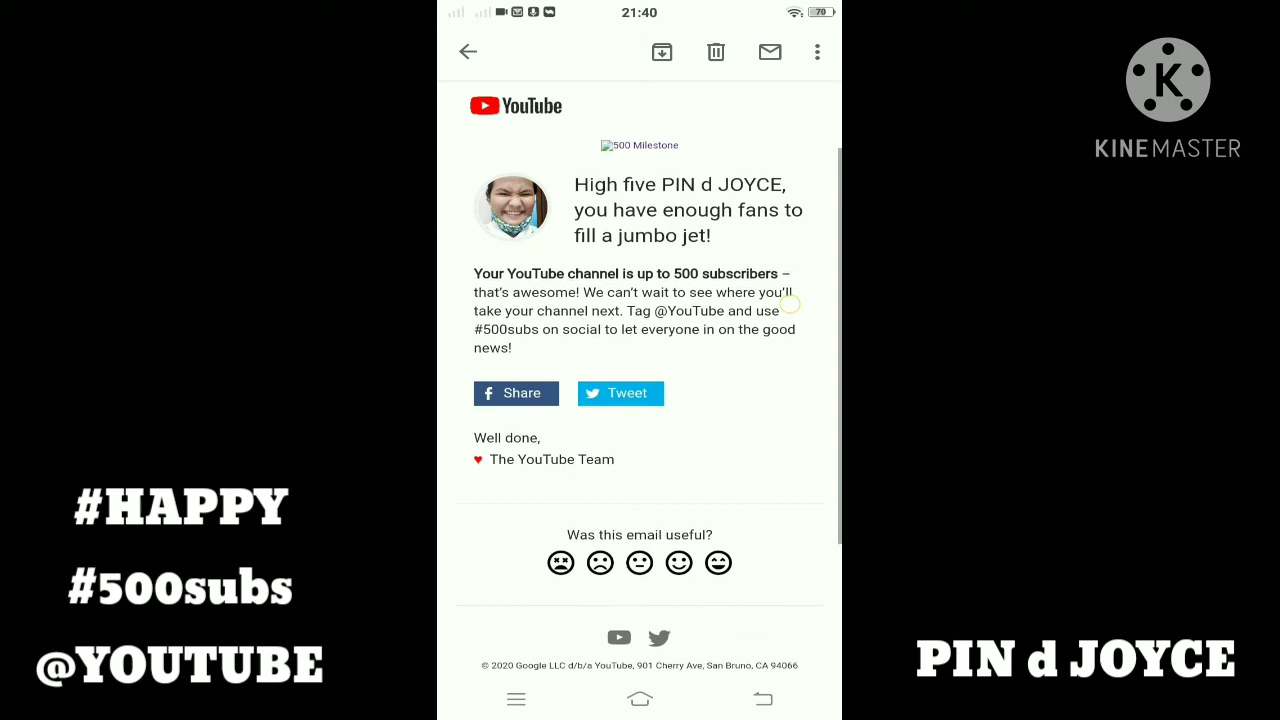 21:40
70
YouTube
500 Milestone
High five PIN d JOYCE,
you have enough fans to
fill a jumbo jet!
Your YouTube channel is up to 500 subscribers –
that's awesome! We can't wait to see where you'll
take your channel next. Tag @YouTube and use
#500subs on social to let everyone in on the good
news!
Share
Tweet
Well done,
♥ The YouTube Team
Was this email useful?
© 2020 Google LLC d/b/a YouTube, 901 Cherry Ave, San Bruno, CA 94066
#HAPPY
#500subs
@YOUTUBE
K
KINEMASTER
PIN d JOYCE